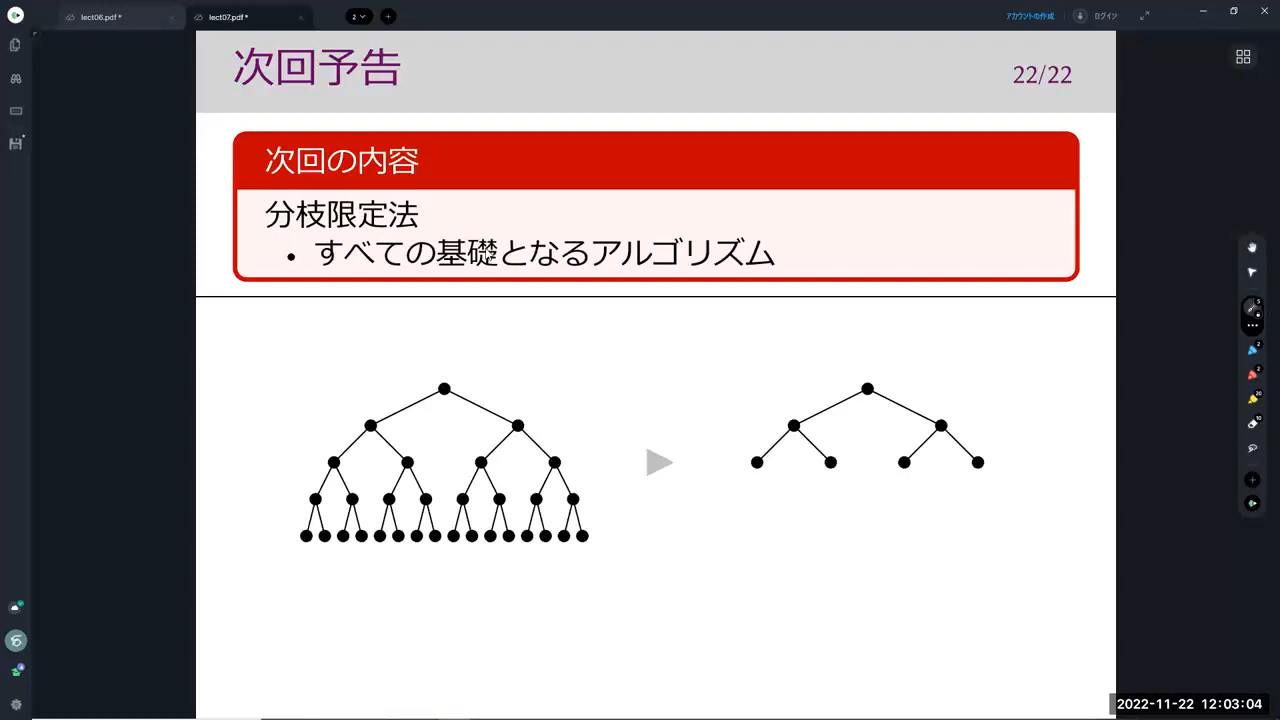 lect06.pdf *
lect07.pdf *
2
アカウントの作成
ログイン
次回予告
22/22
次回の内容
分枝限定法
• すべての基礎となるアルゴリズム
2022-11-22 12:03:04